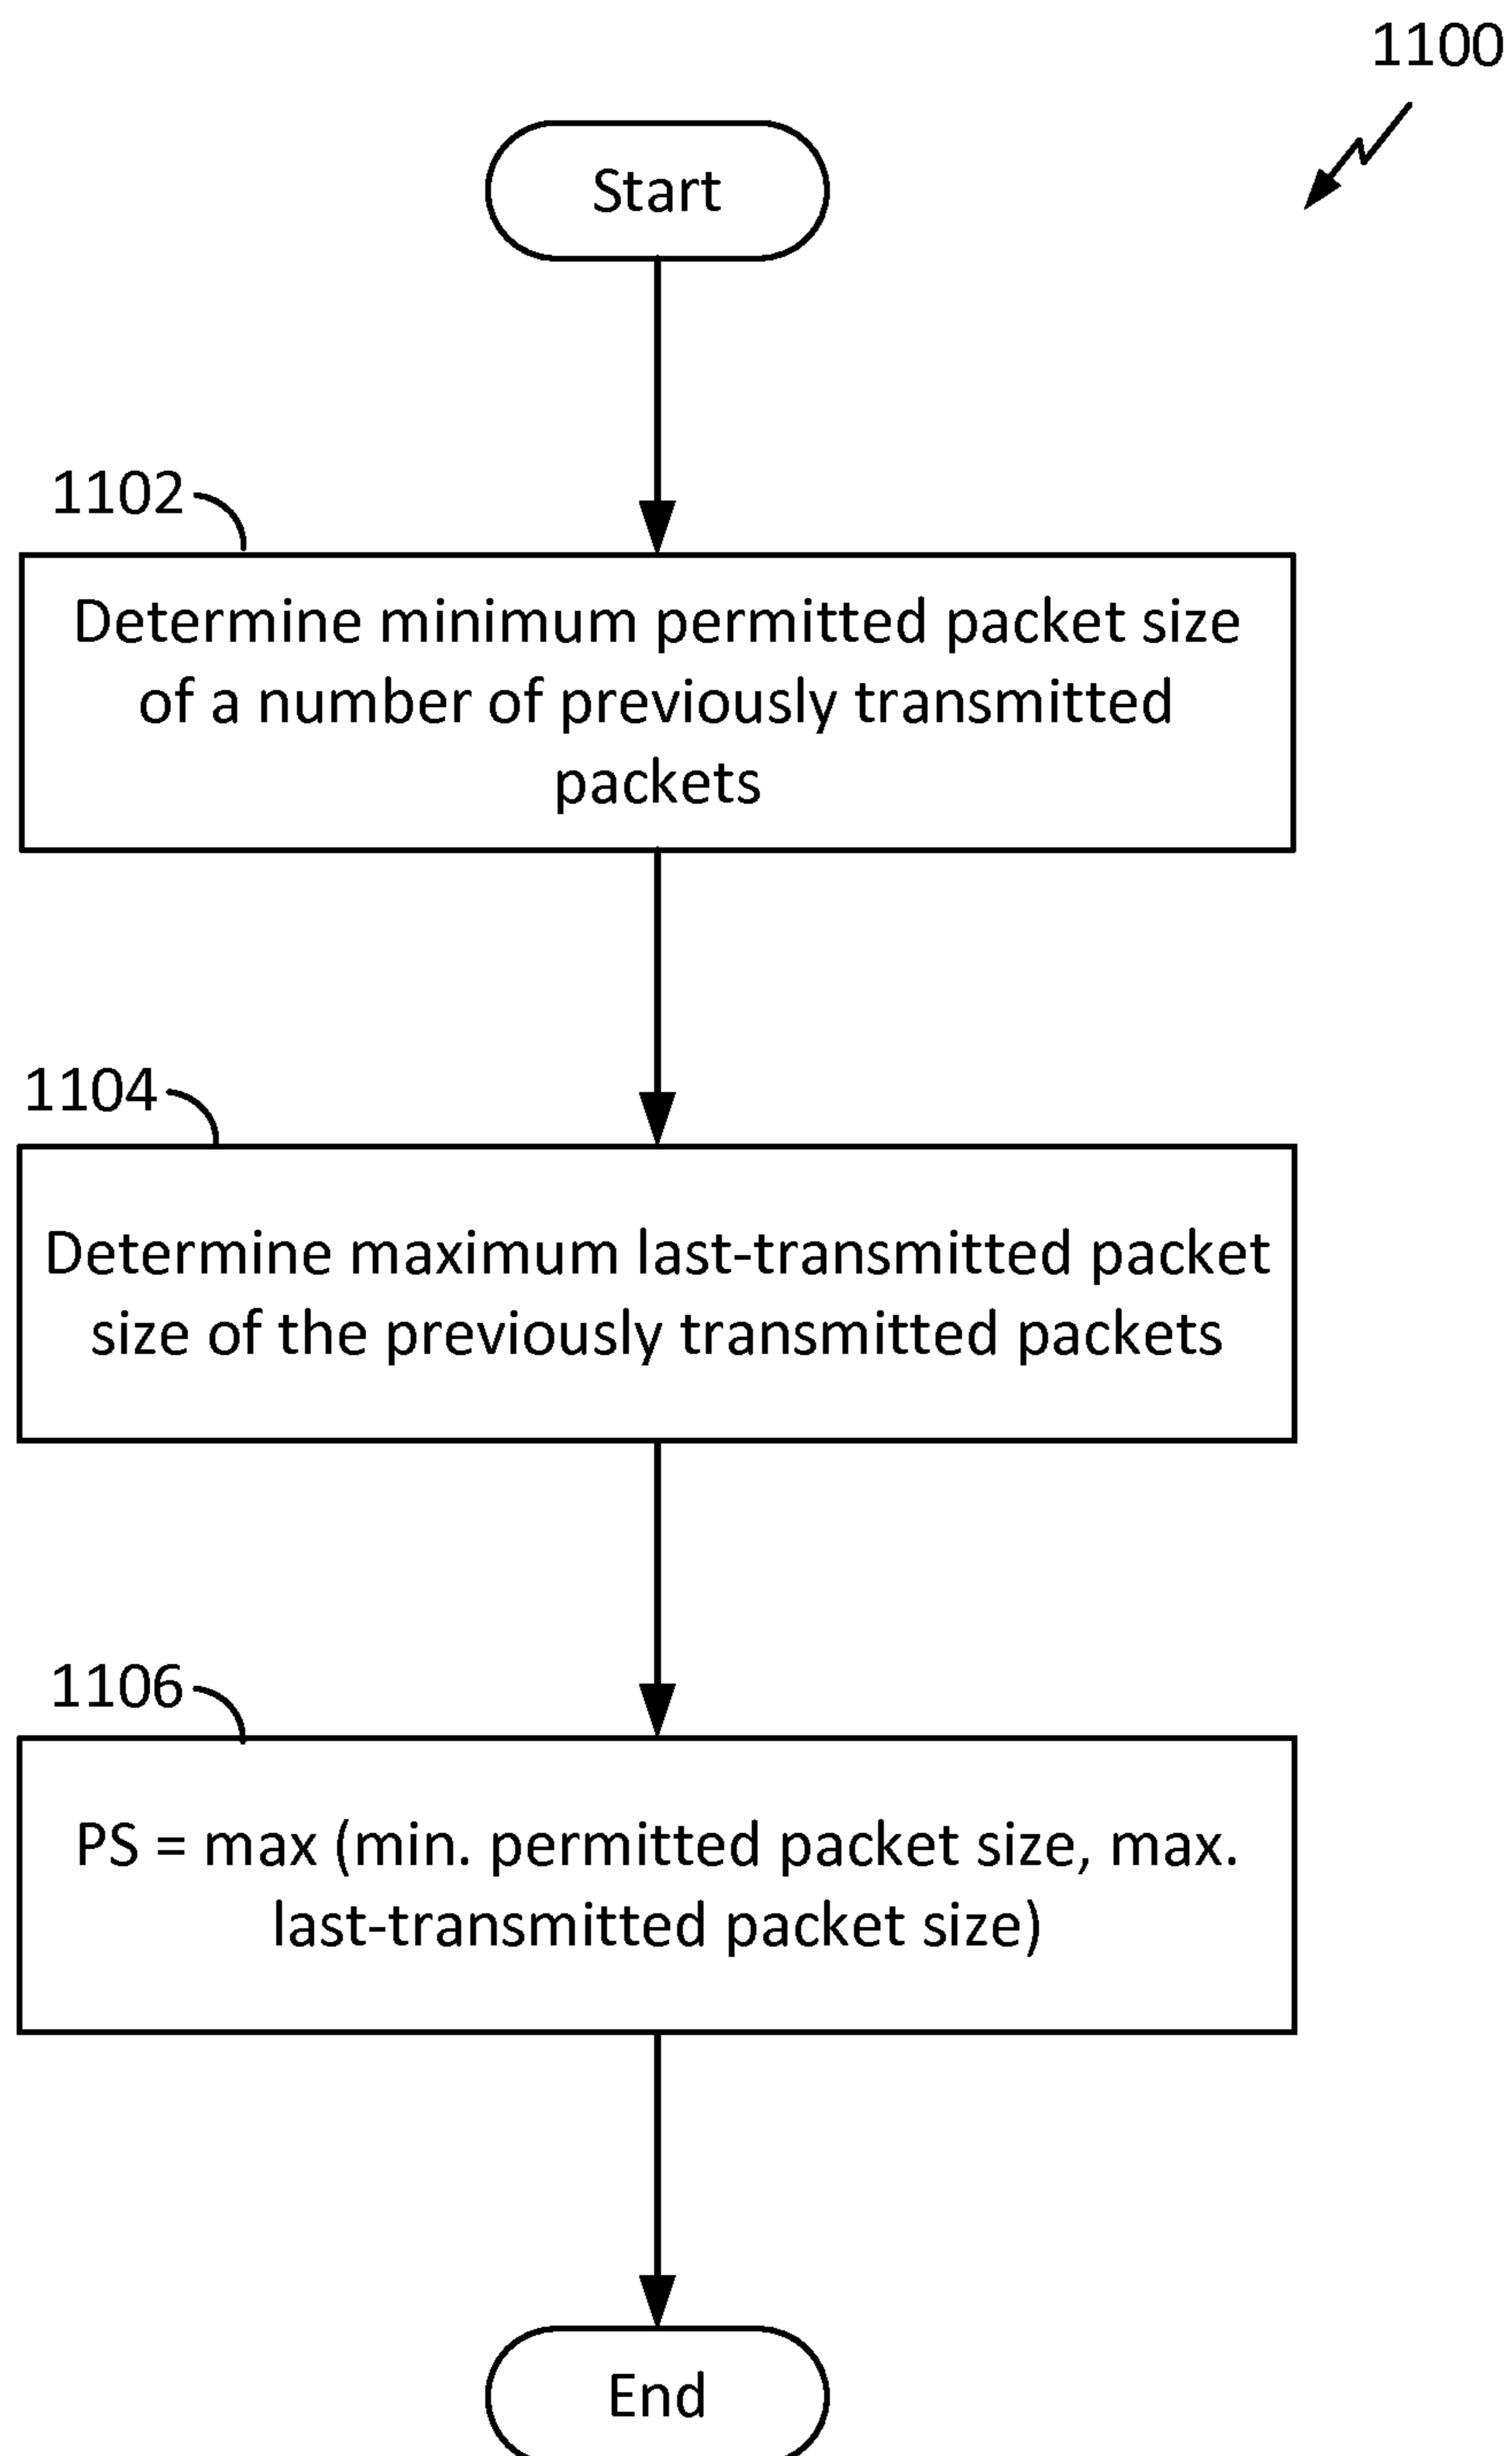 1100
Start
1102
Determine minimum permitted packet size
of a number of previously transmitted
packets
1104
Determine maximum last-transmitted packet
size of the previously transmitted packets
1106
PS = max (min. permitted packet size, max.
last-transmitted packet size)
End